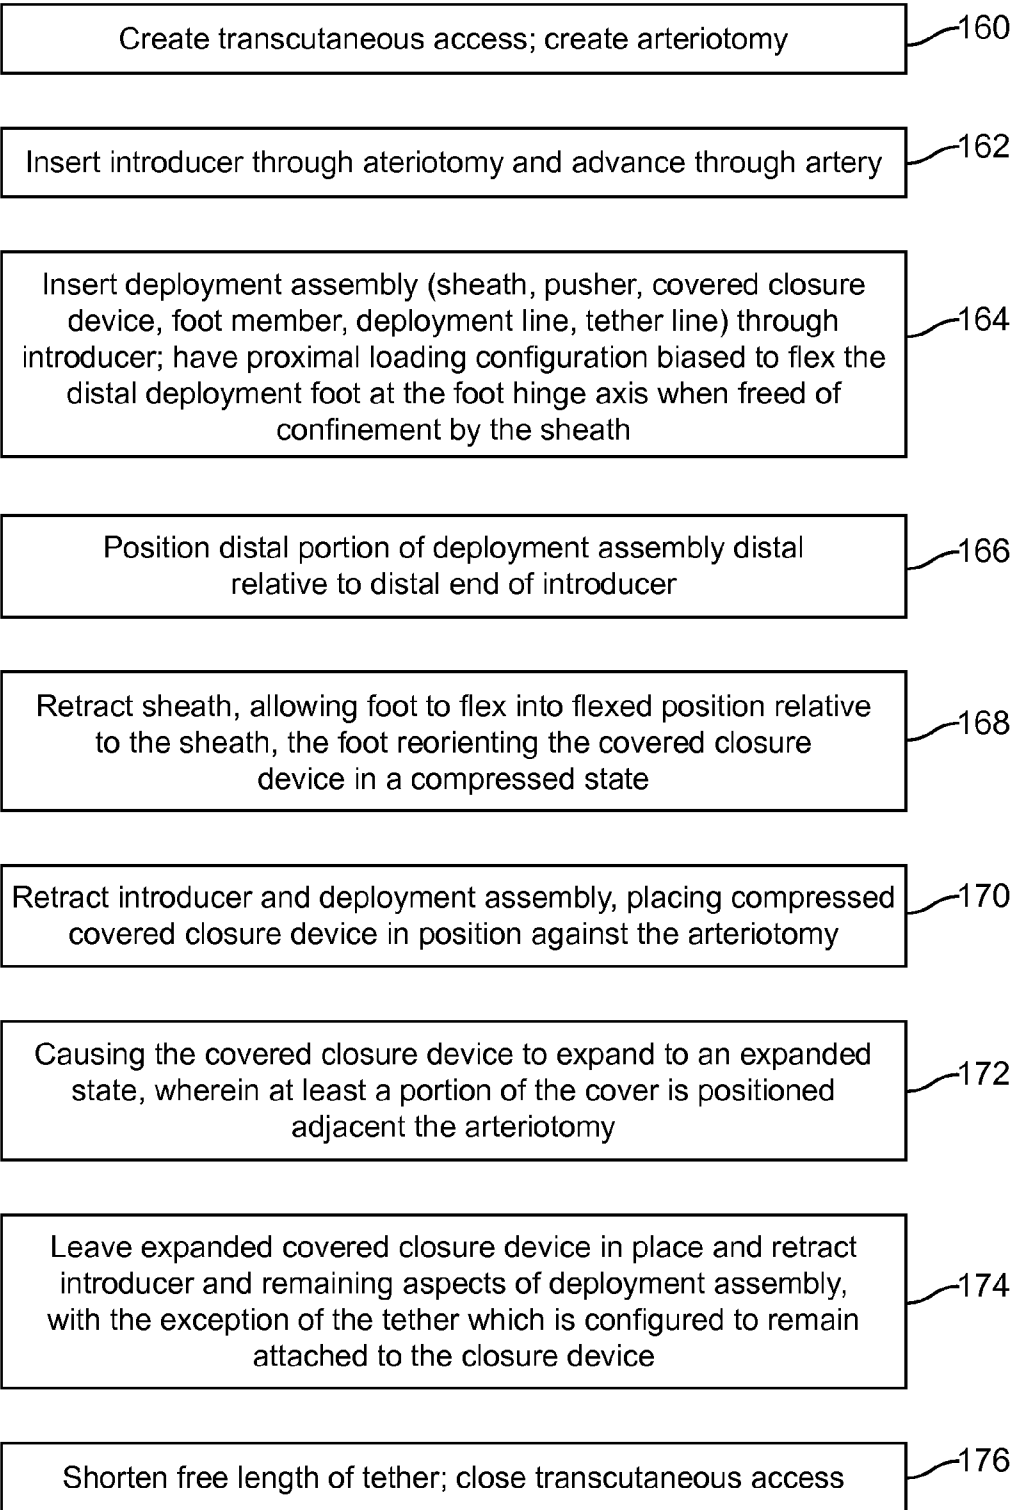 Create transcutaneous access; create arteriotomy
160
Insert introducer through ateriotomy and advance through artery
162
Insert deployment assembly (sheath, pusher, covered closure
device, foot member, deployment line, tether line) through
introducer; have proximal loading configuration biased to flex the
distal deployment foot at the foot hinge axis when freed of
confinement by the sheath
164
Position distal portion of deployment assembly distal
relative to distal end of introducer
166
Retract sheath, allowing foot to flex into flexed position relative
to the sheath, the foot reorienting the covered closure
device in a compressed state
168
Retract introducer and deployment assembly, placing compressed
covered closure device in position against the arteriotomy
170
Causing the covered closure device to expand to an expanded
state, wherein at least a portion of the cover is positioned
adjacent the arteriotomy
172
Leave expanded covered closure device in place and retract
introducer and remaining aspects of deployment assembly,
with the exception of the tether which is configured to remain
attached to the closure device
174
Shorten free length of tether; close transcutaneous access
176